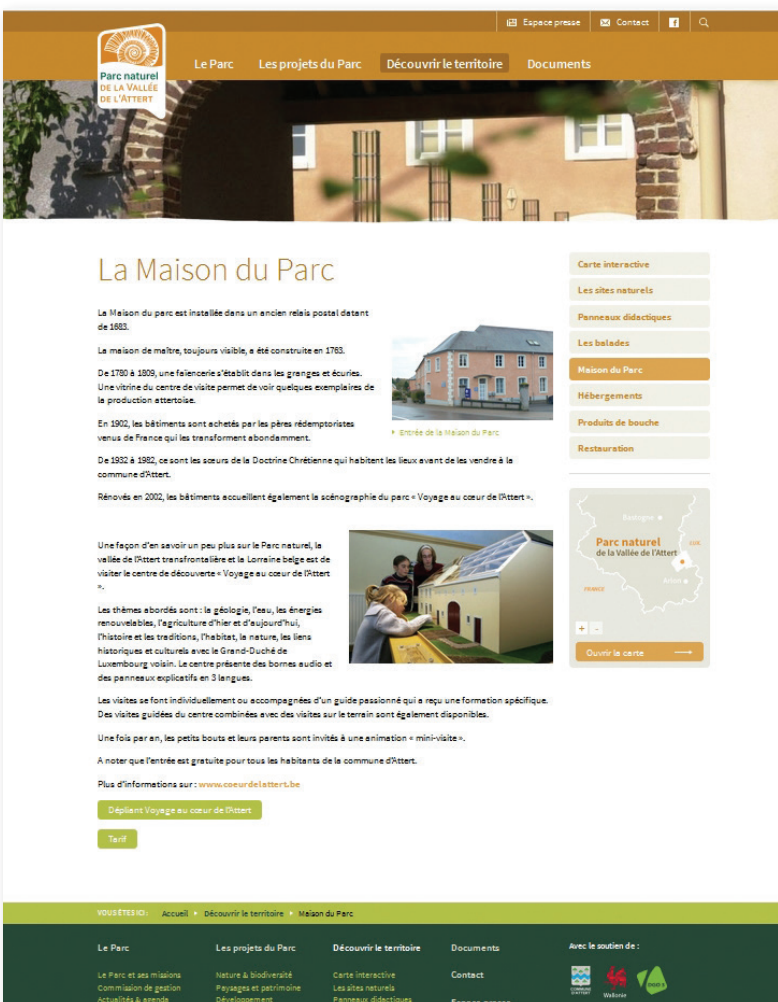 Espace presse
Contact
Parc naturel
DE LA VALLÉE
DE L'ATTERT
Le Parc
Les projets du Parc
Découvrir le territoire
Documents
La Maison du Parc
La Maison du parc est installée dans un ancien relais postal datant
de 1683.
La maison de maître, toujours visible, a été construite en 1763.
De 1780 à 1809, une faïencerie s'établit dans les granges et écuries.
Une vitrine du centre de visite permet de voir quelques exemplaires de
la production attertoise.
En 1902, les bâtiments sont achetés par les pères rédemptoristes
venus de France qui les transforment abondamment.
Entrée de la Maison du Parc
De 1932 à 1982, ce sont les sœurs de la Doctrine Chrétienne qui habitent les lieux avant de les vendre à la
commune d'Attert.
Rénovés en 2002, les bâtiments accueillent également la scénographie du parc « Voyage au cœur de l'Attert ».
Une façon d'en savoir un peu plus sur le Parc naturel, la
vallée de l'Attert transfrontalière et la Lorraine belge est de
visiter le centre de découverte « Voyage au cœur de l'Attert
».
Les thèmes abordés sont : la géologie, l'eau, les énergies
renouvelables, l'agriculture d'hier et d'aujourd'hui,
l'histoire et les traditions, l'habitat, la nature, les liens
historiques et culturels avec le Grand-Duché de
Luxembourg voisin. Le centre présente des bornes audio et
des panneaux explicatifs en 3 langues.
Les visites se font individuellement ou accompagnées d'un guide passionné qui a reçu une formation spécifique.
Des visites guidées du centre combinées avec des visites sur le terrain sont également disponibles.
Une fois par an, les petits bouts et leurs parents sont invités à une animation « mini-visite ».
A noter que l'entrée est gratuite pour tous les habitants de la commune d'Attert.
Plus d'informations sur : www.coeurdelattert.be
Dépliant Voyage au cœur de l'Attert
Tarif
Carte interactive
Les sites naturels
Panneaux didactiques
Les balades
Maison du Parc
Hébergements
Produits de bouche
Restauration
Bastogne
Parc naturel
de la Vallée de l'Attert
LUX.
Arlon
FRANCE
+ -
Ouvrir la carte
VOUS ÊTES ICI : Accueil Découvrir le territoire Maison du Parc
Le Parc
Le Parc et ses missions
Commission de gestion
Actualités & agenda
Les projets du Parc
Nature & biodiversité
Paysages et patrimoine
Développement
Découvrir le territoire
Carte interactive
Les sites naturels
Panneaux didactiques
Documents
Contact
Espace presse
Avec le soutien de :
COMMUNE
D'ATTERT
Wallonie
DGO 3